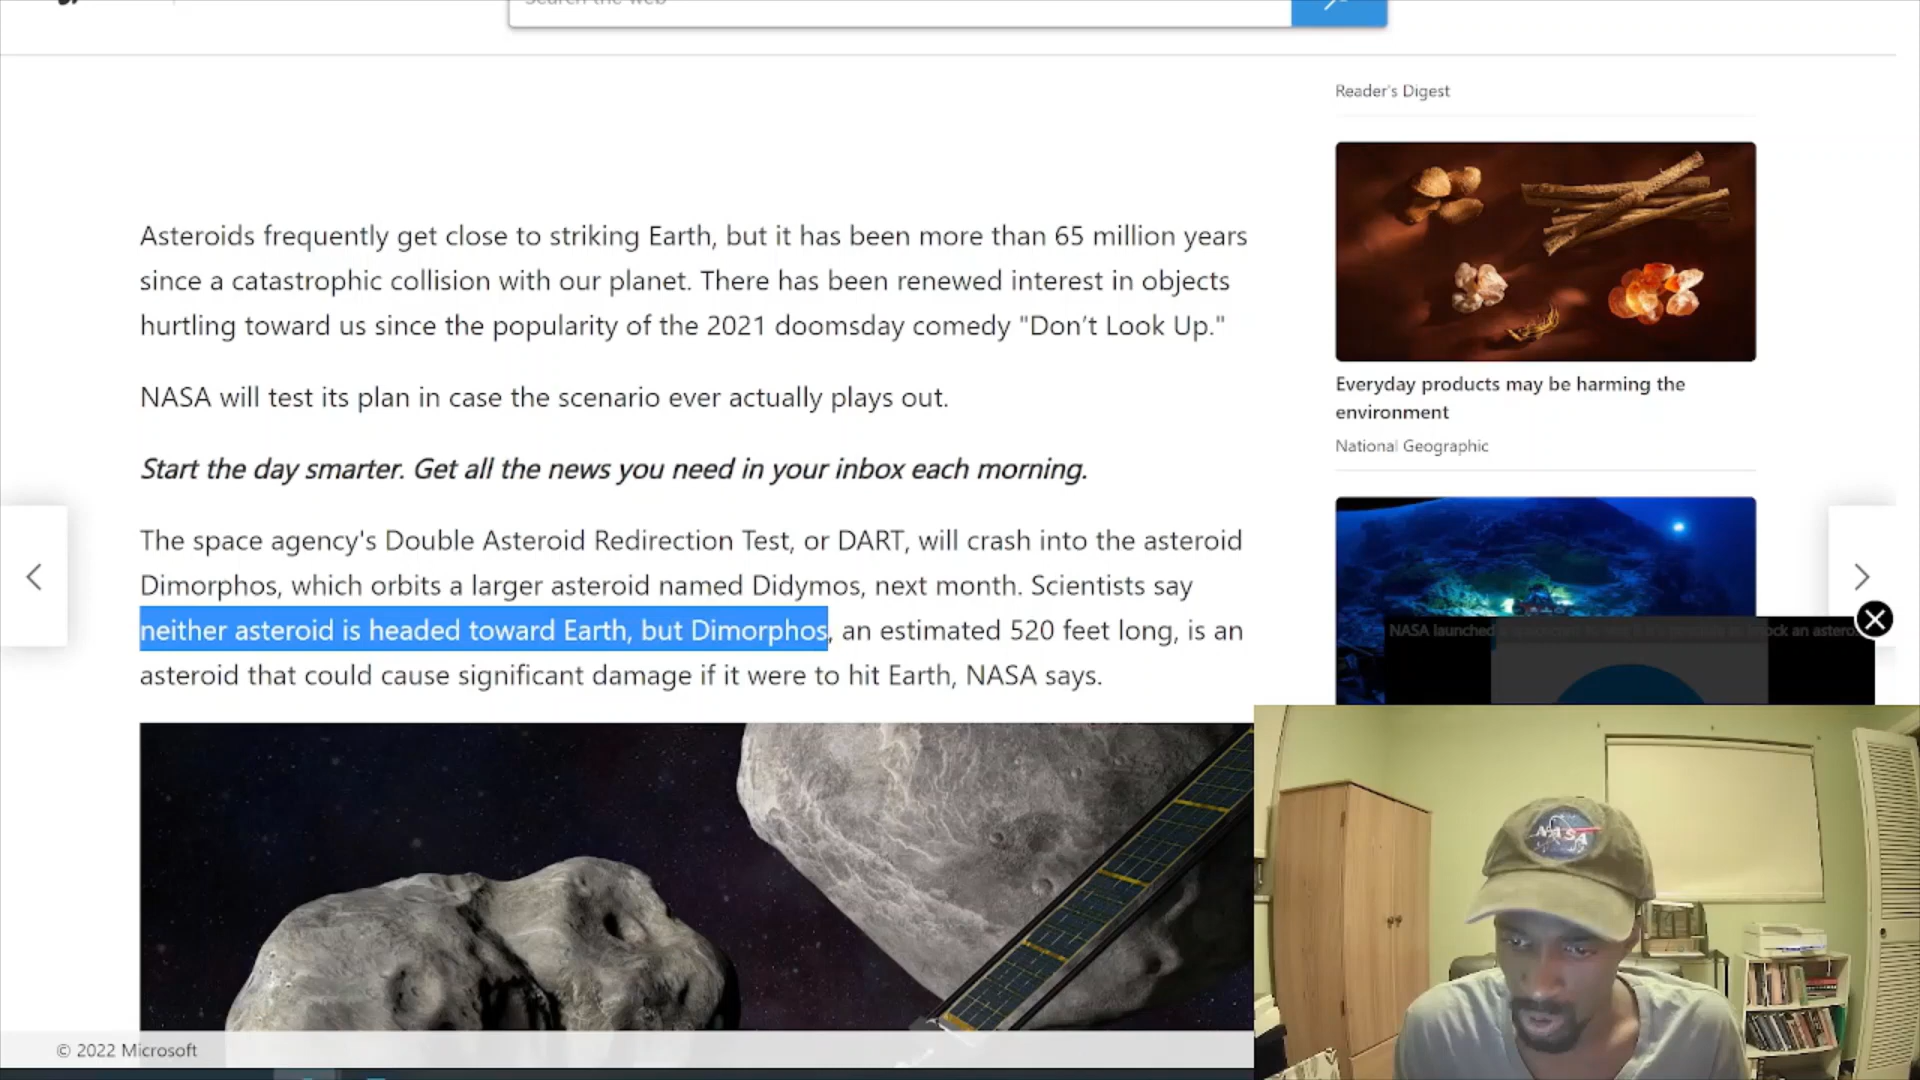 Search the web
Reader's Digest
Asteroids frequently get close to striking Earth, but it has been more than 65 million years
since a catastrophic collision with our planet. There has been renewed interest in objects
hurtling toward us since the popularity of the 2021 doomsday comedy "Don’t Look Up."
NASA will test its plan in case the scenario ever actually plays out.
Start the day smarter. Get all the news you need in your inbox each morning.
The space agency's Double Asteroid Redirection Test, or DART, will crash into the asteroid
Dimorphos, which orbits a larger asteroid named Didymos, next month. Scientists say
neither asteroid is headed toward Earth, but Dimorphos, an estimated 520 feet long, is an
asteroid that could cause significant damage if it were to hit Earth, NASA says.
Everyday products may be harming the
environment
National Geographic
NASA launched
NASA
© 2022 Microsoft